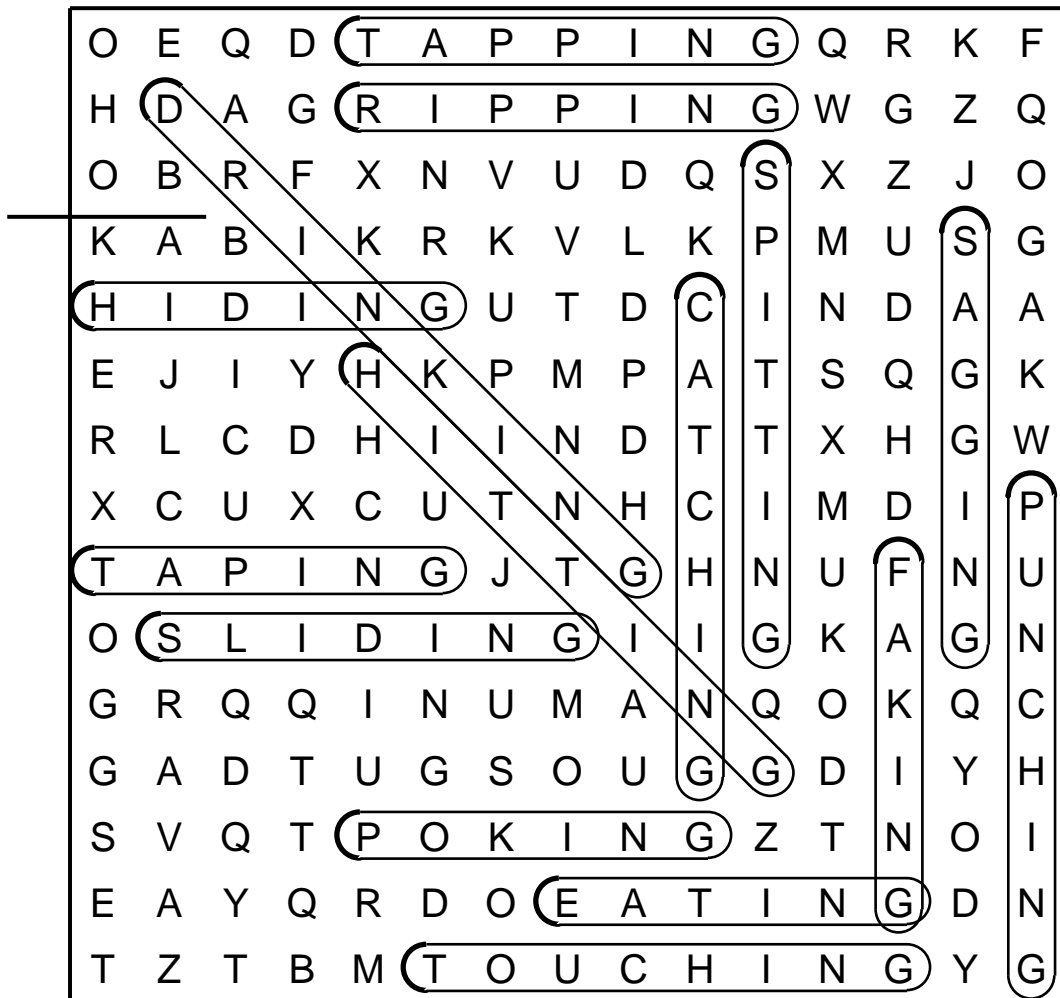 O E Q D T A P P I N G Q R K F
H D A G R I P P I N G W G Z Q
O B R F X N V U D Q S X Z J O
K A B I K R K V L K P M U S G
H I D I N G U T D C I N D A A
E J I Y H K P M P A T S Q G K
R L C D H I I N D T T X H G W
X C U X C U T N H C I M D I P
T A P I N G J T G H N U F N U
O S L I D I N G I I G K A G N
G R Q Q I N U M A N Q O K Q C
G A D T U G S O U G G D I Y H
S V Q T P O K I N G Z T N O I
E A Y Q R D O E A T I N G D N
T Z T B M T O U C H I N G Y G